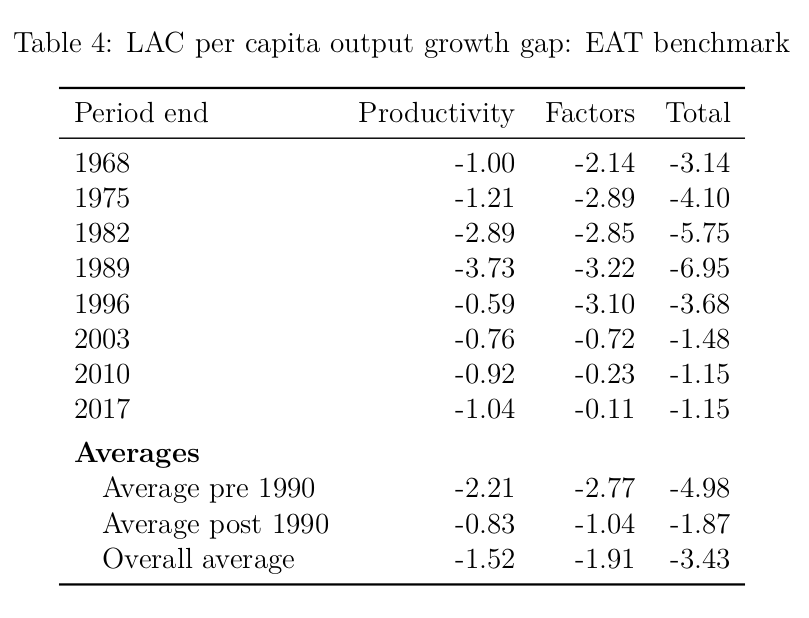 Table 4: LAC per capita output growth gap: EAT benchmark
Period end Productivity Factors Total
1968 -1.00 -2.14 -3.14
1975 -1.21 -2.89 -4.10
1982 -2.89 -2.85 -5.75
1989 -3.73 -3.22 -6.95
1996 -0.59 -3.10 -3.68
2003 -0.76 -0.72 -1.48
2010 -0.92 -0.23 -1.15
2017 -1.04 -0.11 -1.15
Averages
Average pre 1990 -2.21 -2.77 -4.98
Average post 1990 -0.83 -1.04 -1.87
Overall average -1.52 -1.91 -3.43